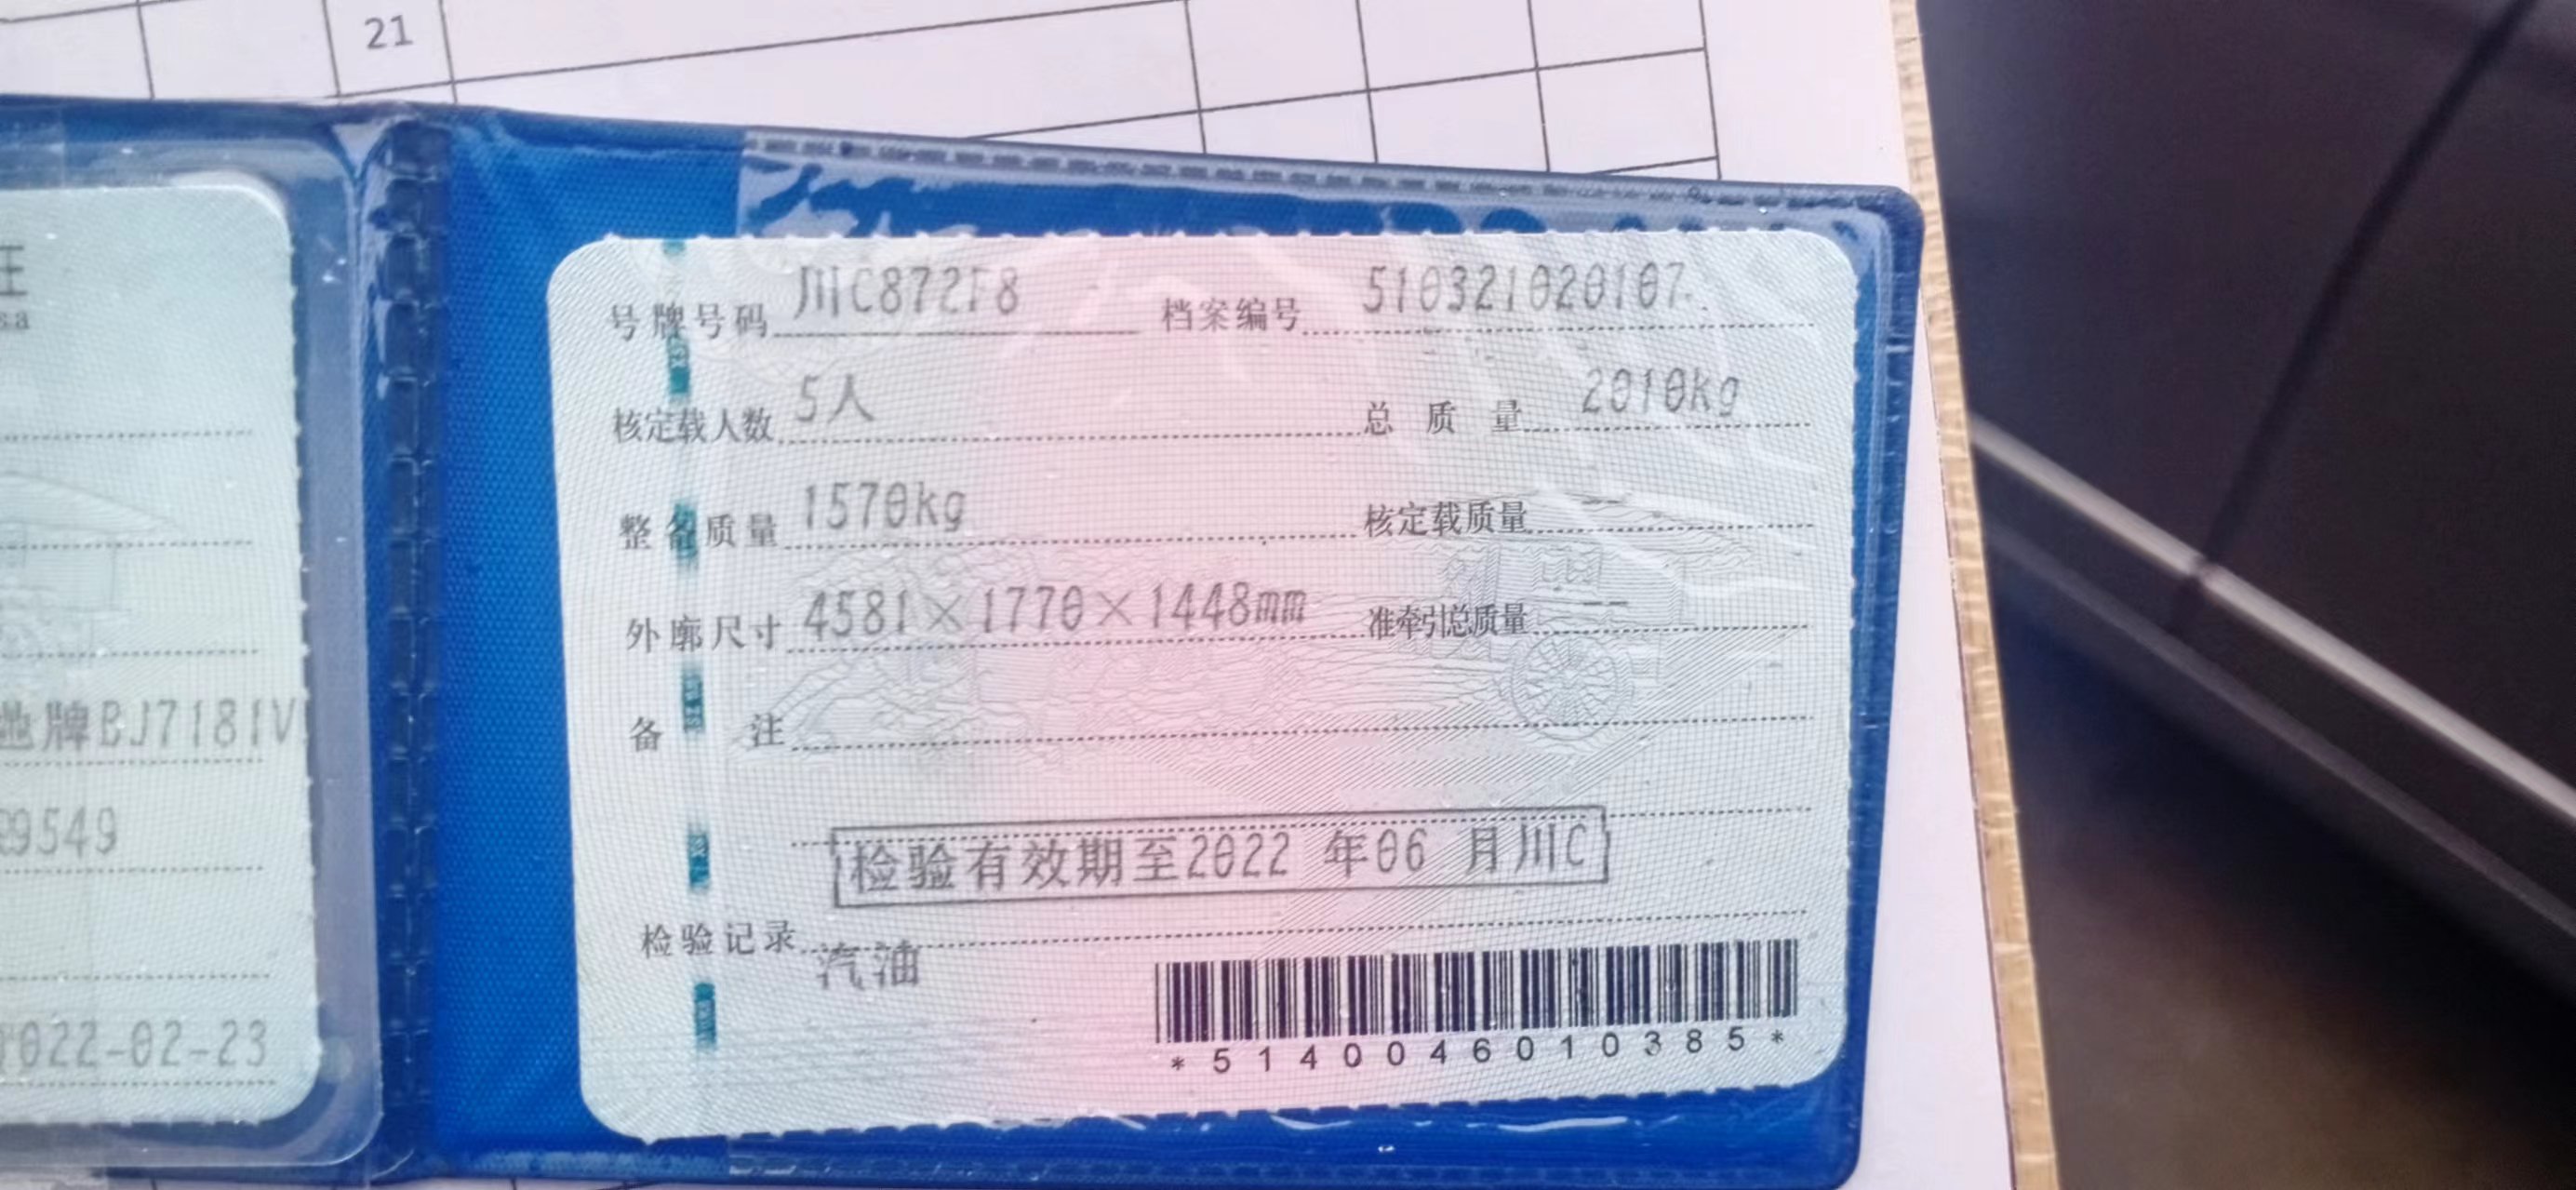 21
sa
牌BJ7181V
9549
022-02-23
号牌号码 川C872F8 档案编号 510321020107
核定载人数 5人 总质量 2010kg
整备质量 1570kg 核定载质量 --
外廓尺寸 4581×1770×1448mm 准牵引总质量 --
备注
检验有效期至2022 年06 月川C
检验记录
汽油
*5140046010385*